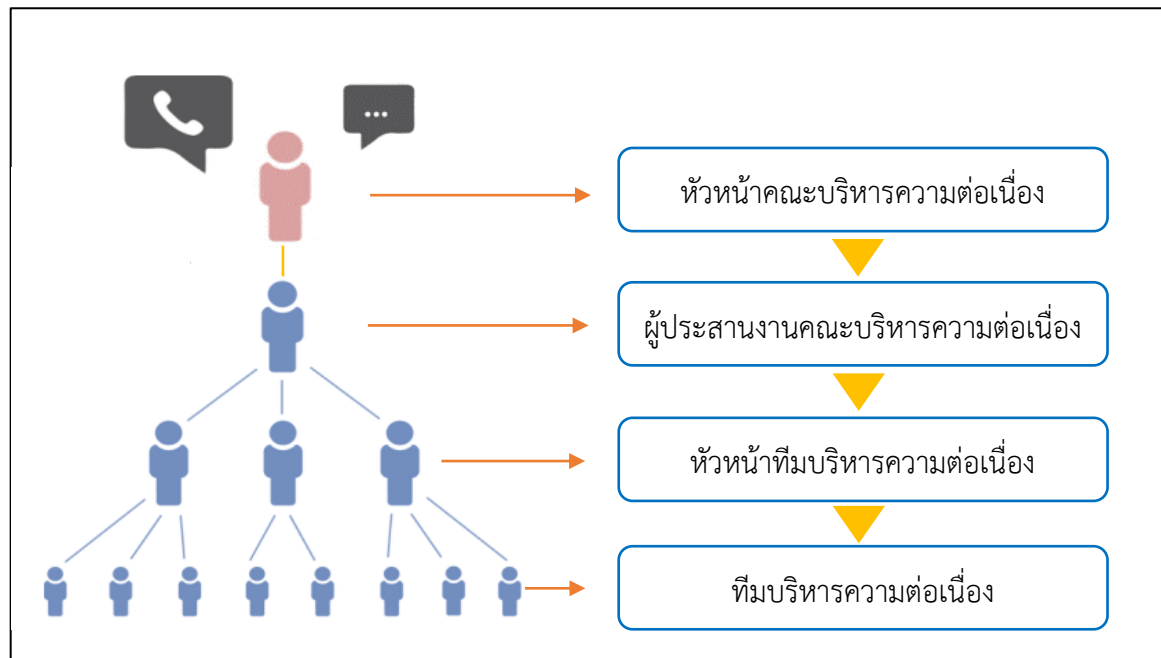 หัวหน้าคณะบริหารความต่อเนื่อง
ผู้ประสานงานคณะบริหารความต่อเนื่อง
หัวหน้าทีมบริหารความต่อเนื่อง
ทีมบริหารความต่อเนื่อง